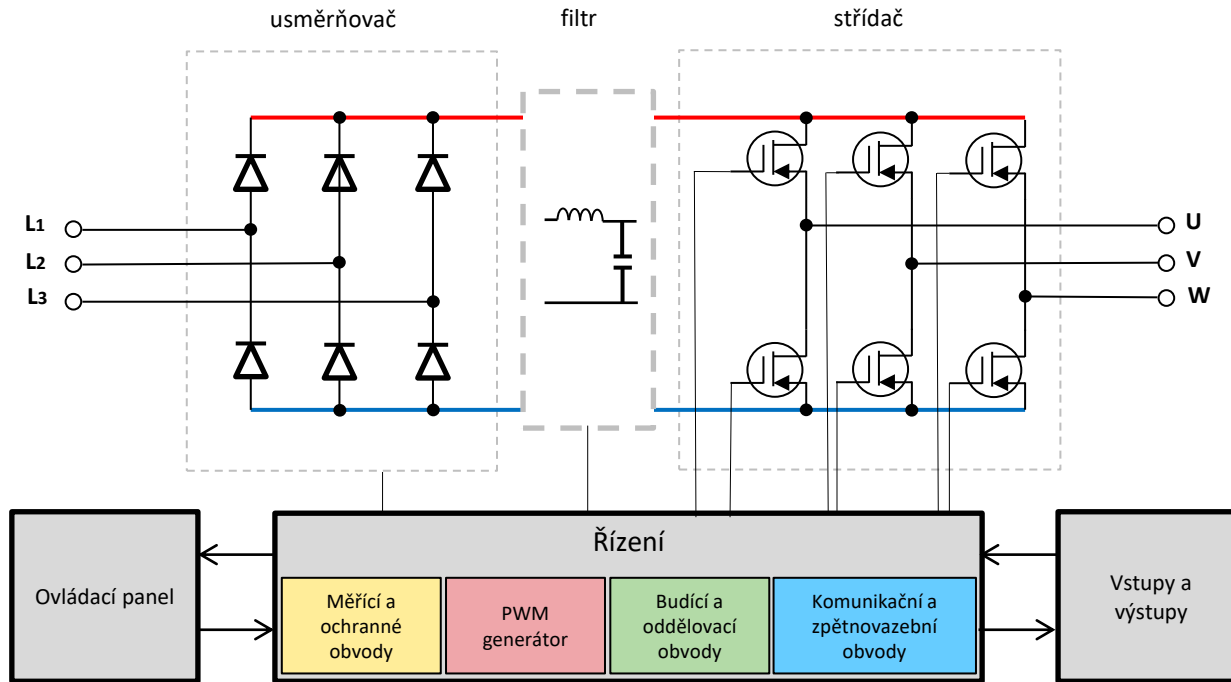 usměrňovač
filtr
střídač
L1
L2
L3
U
V
W
Řízení
Ovládací panel
Měřící a
ochranné
obvody
PWM
generátor
Budící a
oddělovací
obvody
Komunikační a
zpětnovazební
obvody
Vstupy a
výstupy